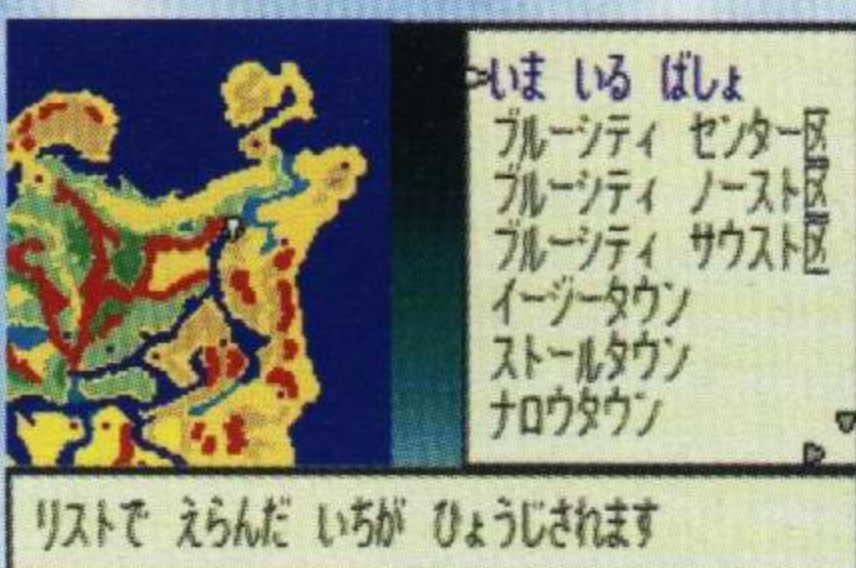 いま いる ばしょ
ブルーシティ センター区
ブルーシティ ノースト区
ブルーシティ サウスト区
イージータウン
ストールタウン
ナロウタウン
リストで えらんだ いちが ひょうじされます